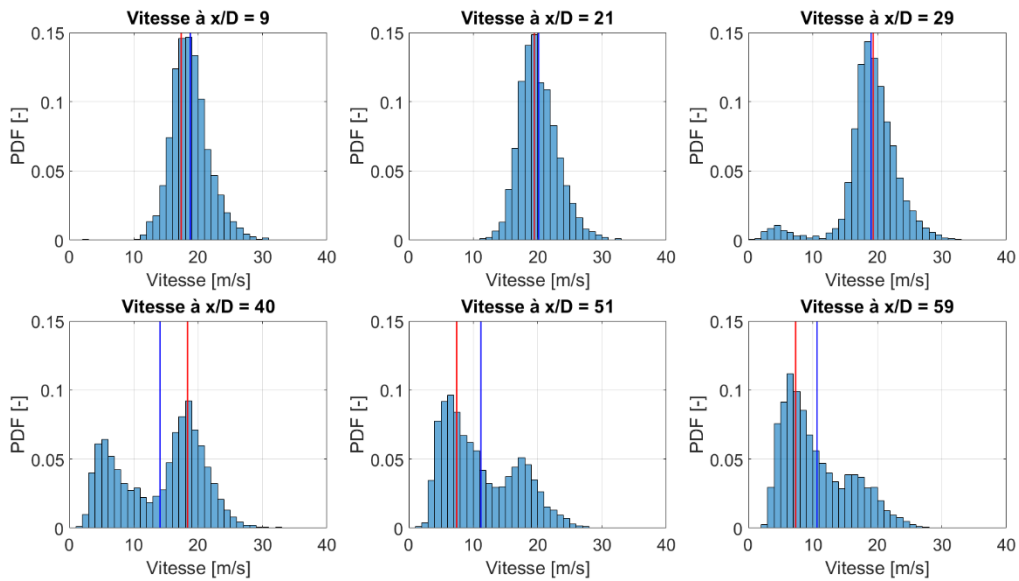 Vitesse à x/D = 9
Vitesse à x/D = 21
Vitesse à x/D = 29
0.15
0.1
0.05
0
PDF [-]
0 10 20 30 40
Vitesse [m/s]
0.15
0.1
0.05
0
PDF [-]
0 10 20 30 40
Vitesse [m/s]
0.15
0.1
0.05
0
PDF [-]
0 10 20 30 40
Vitesse [m/s]
Vitesse à x/D = 40
Vitesse à x/D = 51
Vitesse à x/D = 59
0.15
0.1
0.05
0
PDF [-]
0 10 20 30 40
Vitesse [m/s]
0.15
0.1
0.05
0
PDF [-]
0 10 20 30 40
Vitesse [m/s]
0.15
0.1
0.05
0
PDF [-]
0 10 20 30 40
Vitesse [m/s]